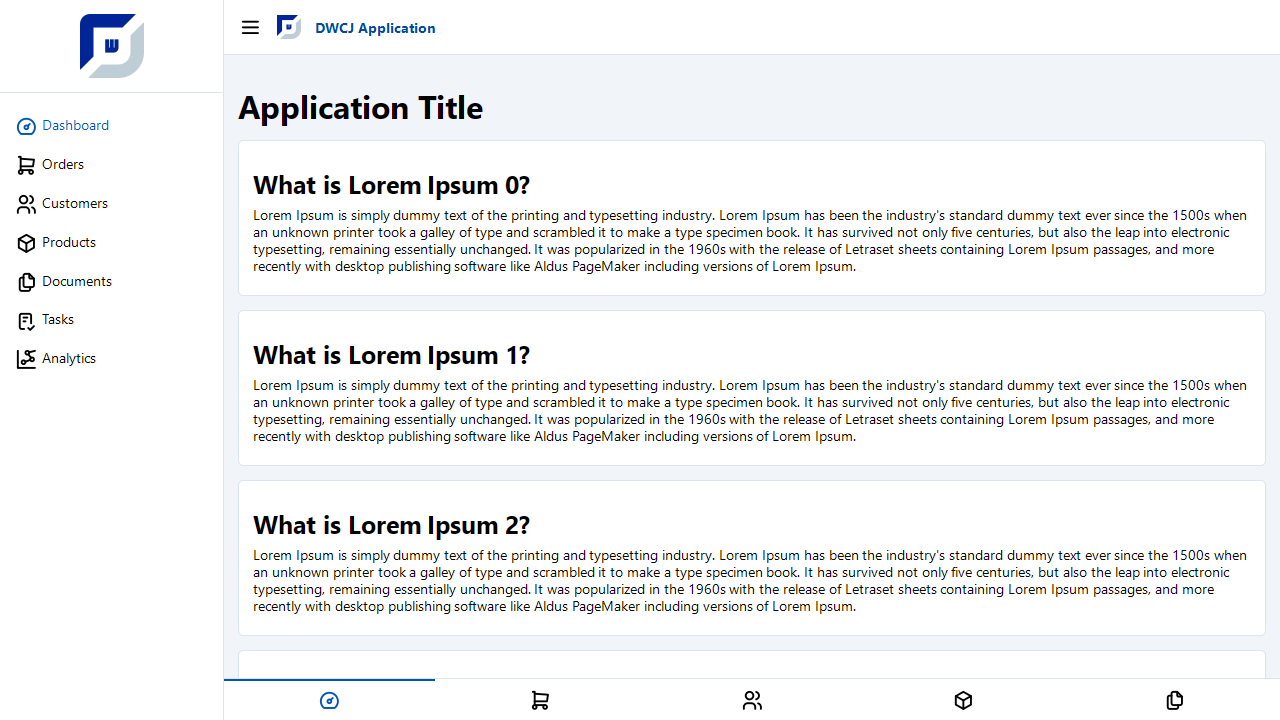 W
DWCJ Application
Dashboard
Orders
Customers
Products
Documents
Tasks
Analytics
Application Title
What is Lorem Ipsum 0?
Lorem Ipsum is simply dummy text of the printing and typesetting industry. Lorem Ipsum has been the industry's standard dummy text ever since the 1500s when
an unknown printer took a galley of type and scrambled it to make a type specimen book. It has survived not only five centuries, but also the leap into electronic
typesetting, remaining essentially unchanged. It was popularized in the 1960s with the release of Letraset sheets containing Lorem Ipsum passages, and more
recently with desktop publishing software like Aldus PageMaker including versions of Lorem Ipsum.
What is Lorem Ipsum 1?
Lorem Ipsum is simply dummy text of the printing and typesetting industry. Lorem Ipsum has been the industry's standard dummy text ever since the 1500s when
an unknown printer took a galley of type and scrambled it to make a type specimen book. It has survived not only five centuries, but also the leap into electronic
typesetting, remaining essentially unchanged. It was popularized in the 1960s with the release of Letraset sheets containing Lorem Ipsum passages, and more
recently with desktop publishing software like Aldus PageMaker including versions of Lorem Ipsum.
What is Lorem Ipsum 2?
Lorem Ipsum is simply dummy text of the printing and typesetting industry. Lorem Ipsum has been the industry's standard dummy text ever since the 1500s when
an unknown printer took a galley of type and scrambled it to make a type specimen book. It has survived not only five centuries, but also the leap into electronic
typesetting, remaining essentially unchanged. It was popularized in the 1960s with the release of Letraset sheets containing Lorem Ipsum passages, and more
recently with desktop publishing software like Aldus PageMaker including versions of Lorem Ipsum.